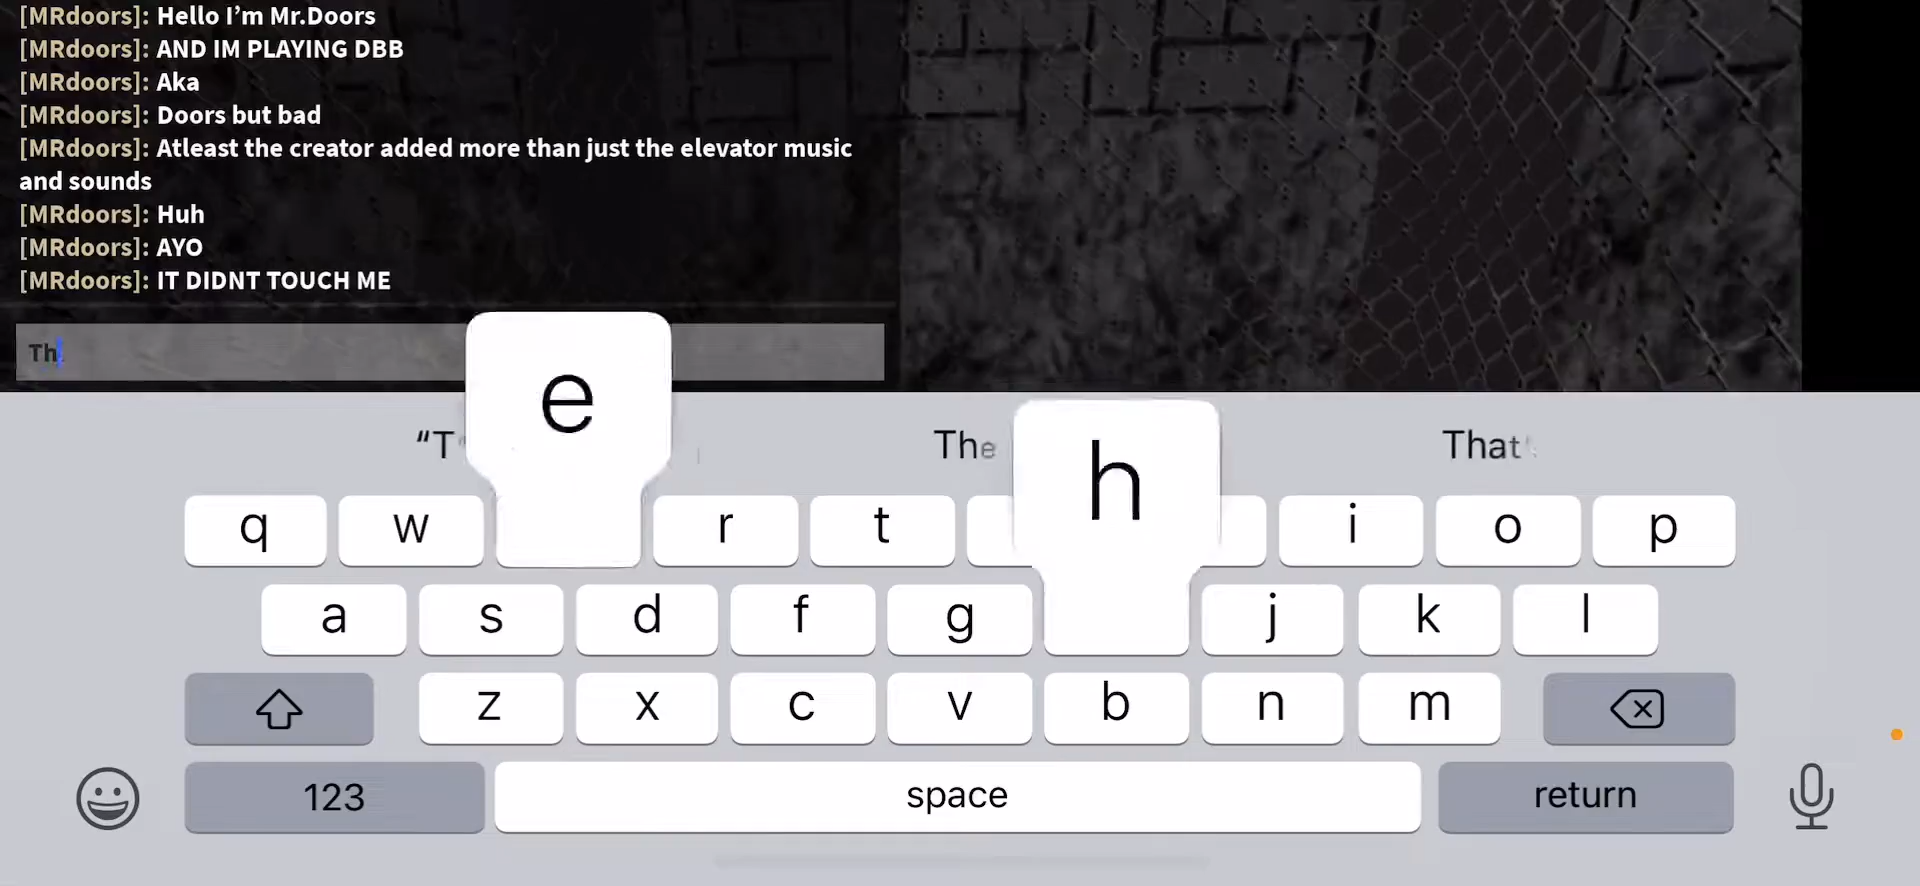 [MRdoors]: Hello I’m Mr.Doors
[MRdoors]: AND IM PLAYING DBB
[MRdoors]: Aka
[MRdoors]: Doors but bad
[MRdoors]: Atleast the creator added more than just the elevator music
and sounds
[MRdoors]: Huh
[MRdoors]: AYO
[MRdoors]: IT DIDNT TOUCH ME
Th
e
h
The
q w r t i o p
a s d f g j k l
z x c v b n m
123 space return